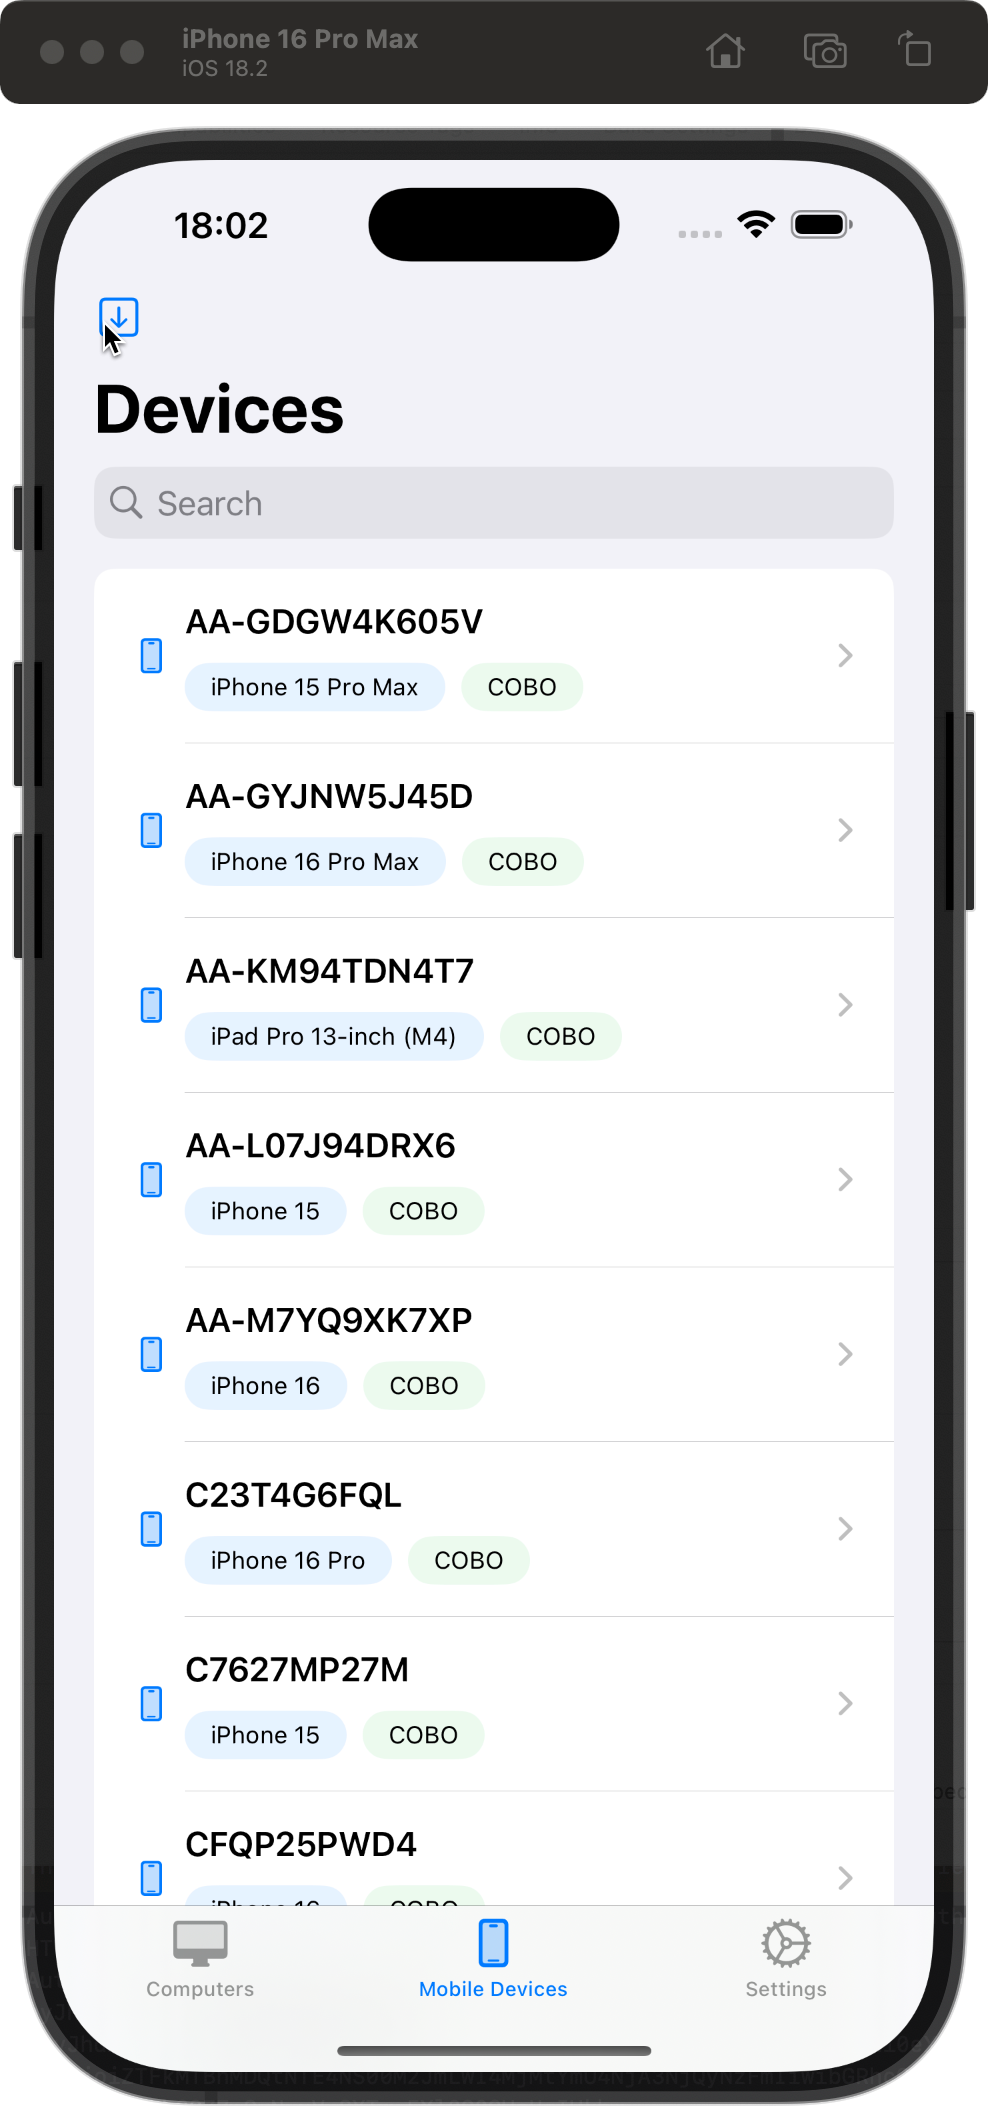 iPhone 16 Pro Max
iOS 18.2
18:02
Devices
Search
AA-GDGW4K605V
iPhone 15 Pro Max COBO
AA-GYJNW5J45D
iPhone 16 Pro Max COBO
AA-KM94TDN4T7
iPad Pro 13-inch (M4) COBO
AA-L07J94DRX6
iPhone 15 COBO
AA-M7YQ9XK7XP
iPhone 16 COBO
C23T4G6FQL
iPhone 16 Pro COBO
C7627MP27M
iPhone 15 COBO
CFQP25PWD4
iPhone 16 COBO
Computers Mobile Devices Settings